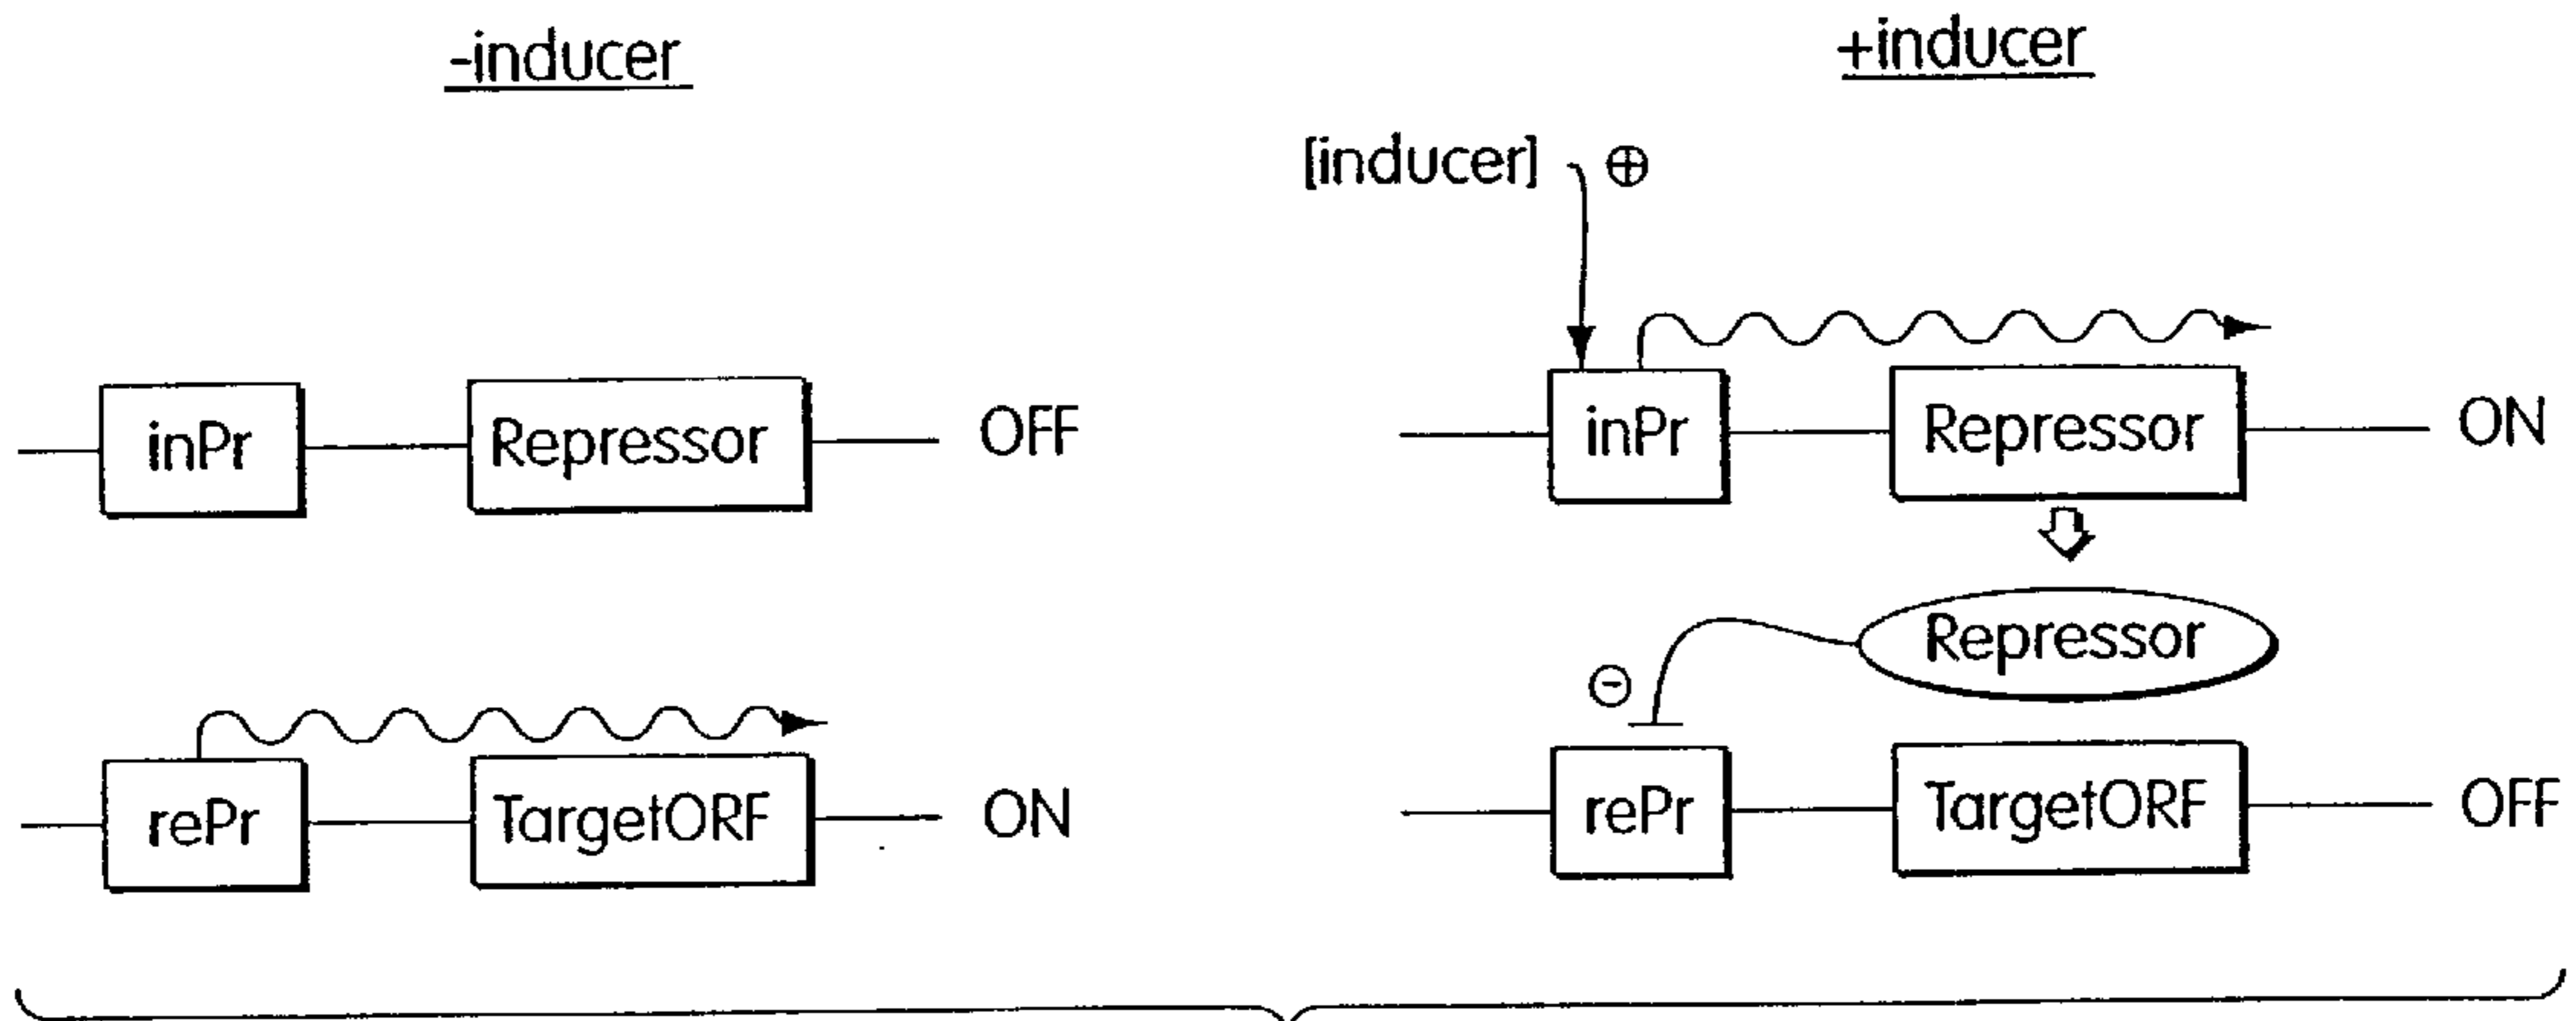 -inducer
+inducer
[inducer] ⊕
inPr Repressor OFF
inPr Repressor ON
Repressor
⊖
rePr TargetORF ON
rePr TargetORF OFF